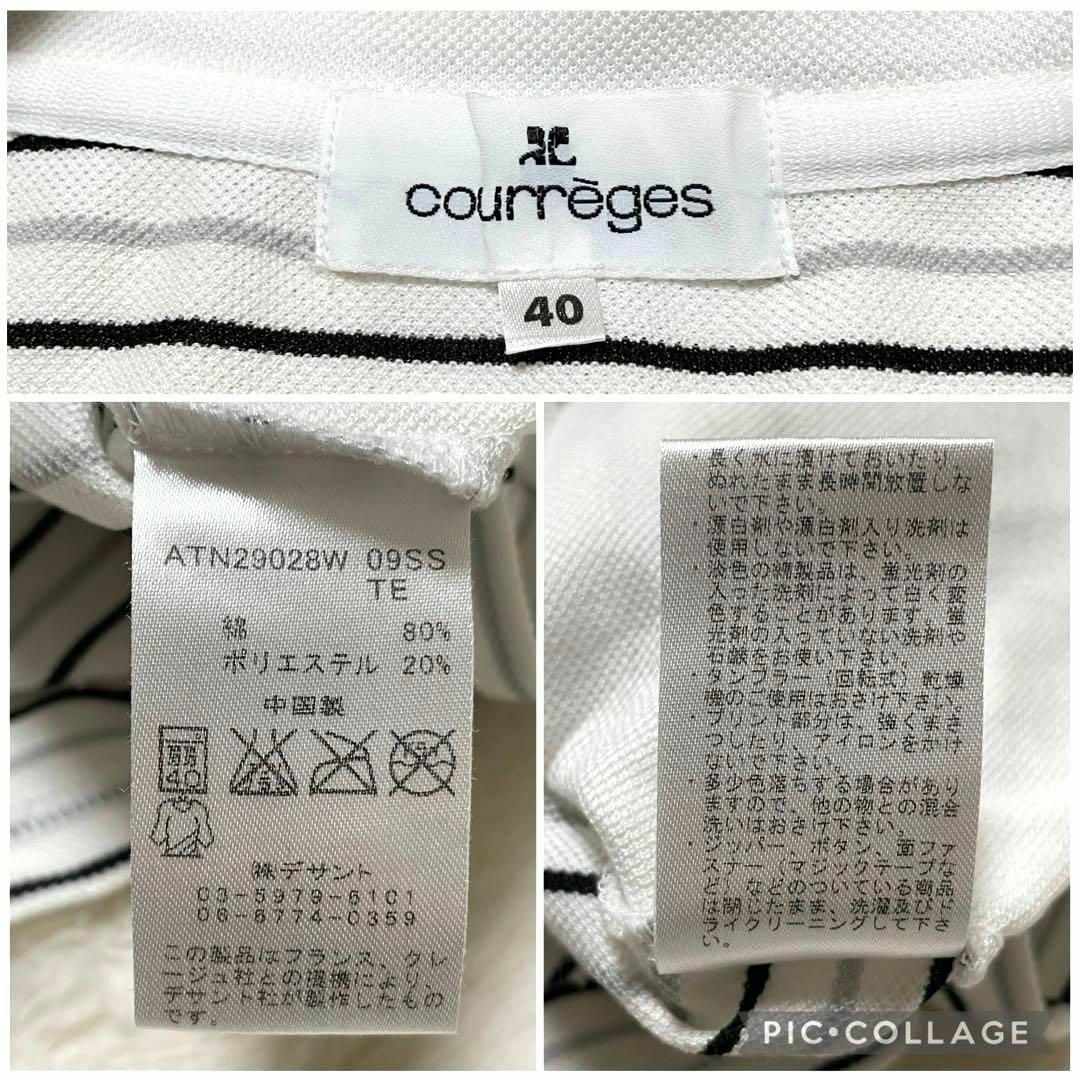 courrèges
40
ATN29028W 09SS
TE
綿 80%
ポリエステル 20%
中国製
40
㈱デサント
03-5979-6101
06-6774-0359
この製品はフランス、クレ
ージュ社との提携により、
デサント社が製作したもの
です。
・長く水に漬けておいたり、
ぬれたまま長時間放置しな
いで下さい。
・漂白剤や漂白剤入り洗剤は
使用しないで下さい。
・淡色の綿製品は、蛍光剤の
入った洗剤によって白く変
色することがあります。蛍
光剤の入っていない洗剤や
石鹸をお使い下さい。
・タンブラー(回転式)乾燥
機のご使用はおさけ下さい。
・プリント部分は、強くまさ
つしたり、アイロンをかけ
ないで下さい。
・多少色落ちする場合があり
ますので、他の物との混合
洗いはおさけ下さい。
・ジッパー、ボタン、面ファ
スナー(マジックテープな
ど)などのついている品
は閉じたまま洗濯及び
クリーニングして下さ
い。
PIC•COLLAGE